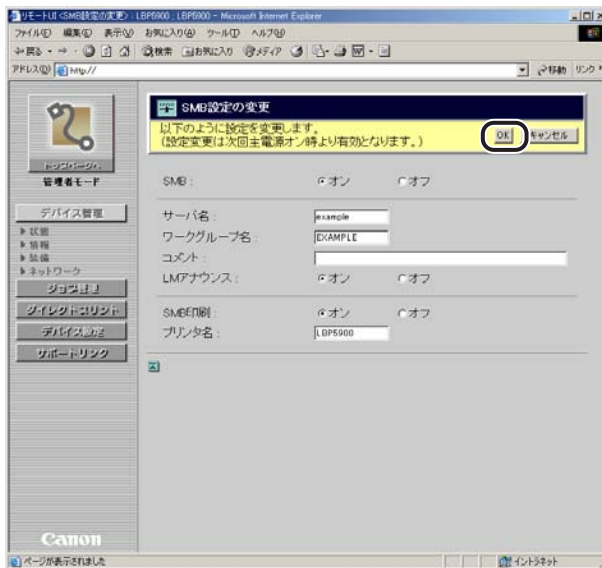 リモートUI <SMB設定の変更> : LBP5900 ; LBP5900 - Microsoft Internet Explorer
ファイル(F) 編集(E) 表示(V) お気に入り(A) ツール(T) ヘルプ(H)
戻る 検索 お気に入り メディア
アドレス(D) http:// 移動 リンク
SMB設定の変更
以下のように設定を変更します。
(設定変更は次回主電源オン時より有効となります。)
OK キャンセル
トップページへ
管理者モード
デバイス管理
状態
情報
装備
ネットワーク
ジョブ管理
ダイレクトプリント
デバイス設定
サポートリンク
Canon
SMB : オン オフ
サーバ名 : example
ワークグループ名 : EXAMPLE
コメント :
LMアナウンス : オン オフ
SMB印刷 : オン オフ
プリンタ名 : LBP5900
ページが表示されました
イントラネット